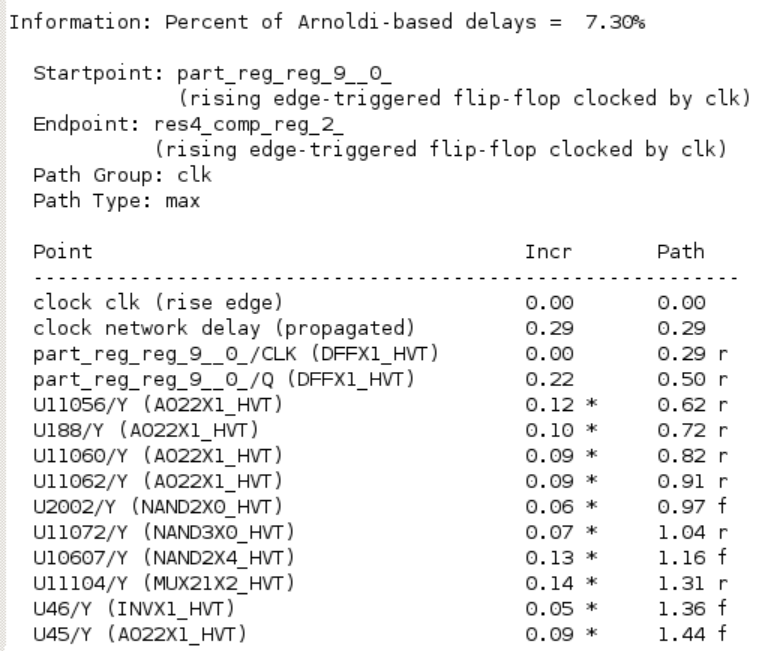 Information: Percent of Arnoldi-based delays =  7.30%
Startpoint: part_reg_reg_9__0_
(rising edge-triggered flip-flop clocked by clk)
Endpoint: res4_comp_reg_2_
(rising edge-triggered flip-flop clocked by clk)
Path Group: clk
Path Type: max
Point Incr Path
-----------------------------------------------------------
clock clk (rise edge) 0.00 0.00
clock network delay (propagated) 0.29 0.29
part_reg_reg_9__0_/CLK (DFFX1_HVT) 0.00 0.29 r
part_reg_reg_9__0_/Q (DFFX1_HVT) 0.22 0.50 r
U11056/Y (AO22X1_HVT) 0.12 * 0.62 r
U188/Y (AO22X1_HVT) 0.10 * 0.72 r
U11060/Y (AO22X1_HVT) 0.09 * 0.82 r
U11062/Y (AO22X1_HVT) 0.09 * 0.91 r
U2002/Y (NAND2X0_HVT) 0.06 * 0.97 f
U11072/Y (NAND3X0_HVT) 0.07 * 1.04 r
U10607/Y (NAND2X4_HVT) 0.13 * 1.16 f
U11104/Y (MUX21X2_HVT) 0.14 * 1.31 r
U46/Y (INVX1_HVT) 0.05 * 1.36 f
U45/Y (AO22X1_HVT) 0.09 * 1.44 f